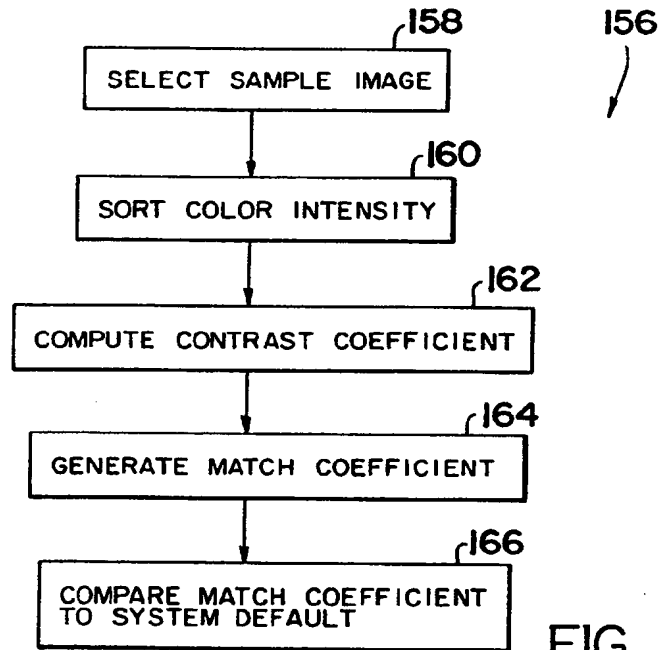 158
156
SELECT SAMPLE IMAGE
160
SORT COLOR INTENSITY
162
COMPUTE CONTRAST COEFFICIENT
164
GENERATE MATCH COEFFICIENT
166
COMPARE MATCH COEFFICIENT
TO SYSTEM DEFAULT
FIG